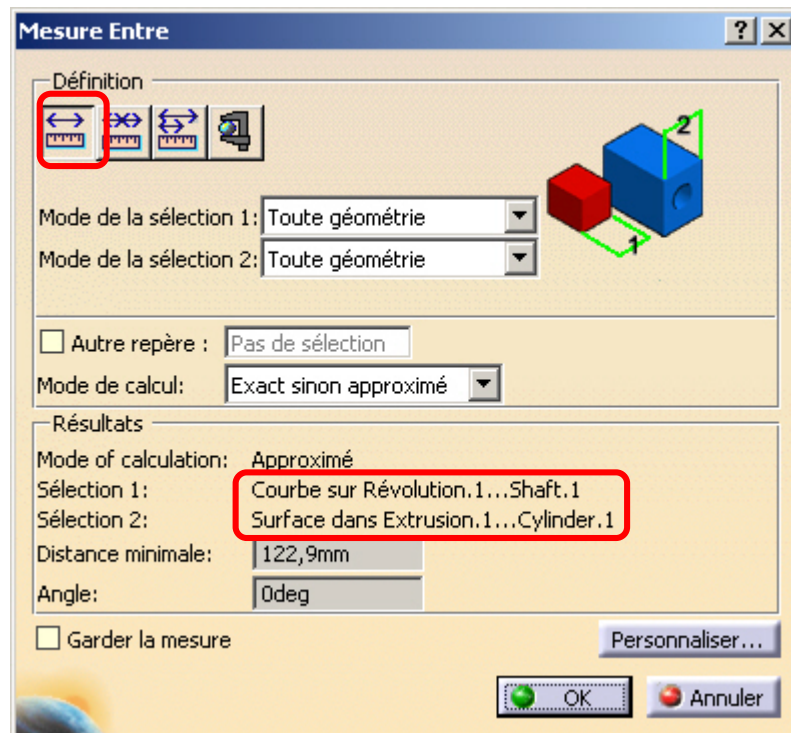 Mesure Entre
Définition
2
1
Mode de la sélection 1: Toute géométrie
Mode de la sélection 2: Toute géométrie
Autre repère : Pas de sélection
Mode de calcul: Exact sinon approximé
Résultats
Mode of calculation: Approximé
Sélection 1: Courbe sur Révolution.1...Shaft.1
Sélection 2: Surface dans Extrusion.1...Cylinder.1
Distance minimale: 122,9mm
Angle: 0deg
Garder la mesure
Personnaliser...
OK Annuler